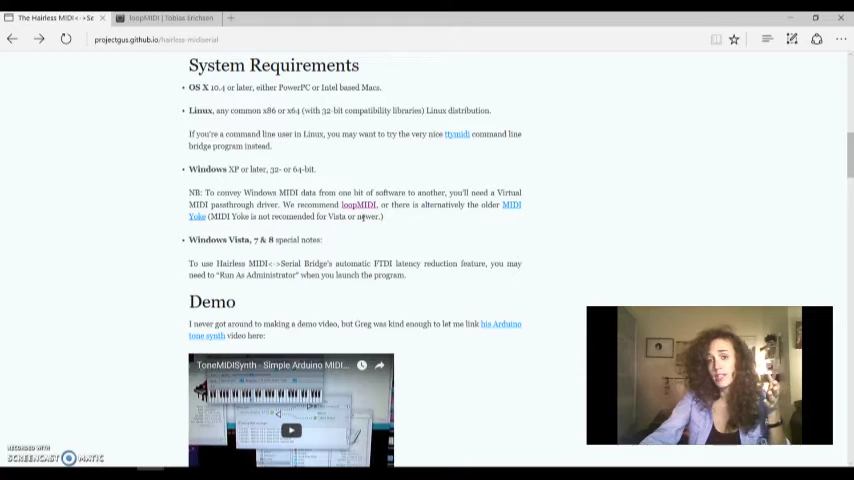 The Hairless MIDI<->Se
loopMIDI | Tobias Erichsen
projectgus.github.io/hairless-midiserial
System Requirements
OS X 10.4 or later, either PowerPC or Intel based Macs.
Linux, any common x86 or x64 (with 32-bit compatibility libraries) Linux distribution.
If you're a command line user in Linux, you may want to try the very nice ttymidi command line
bridge program instead.
Windows XP or later, 32- or 64-bit.
NB: To convey Windows MIDI data from one bit of software to another, you'll need a Virtual
MIDI passthrough driver. We recommend loopMIDI, or there is alternatively the older MIDI
Yoke (MIDI Yoke is not recomended for Vista or newer.)
Windows Vista, 7 & 8 special notes:
To use Hairless MIDI<->Serial Bridge's automatic FTDI latency reduction feature, you may
need to "Run As Administrator" when you launch the program.
Demo
I never got around to making a demo video, but Greg was kind enough to let me link his Arduino
tone synth video here:
ToneMIDISynth - Simple Arduino MIDI...
RECORDED WITH
SCREENCAST MATIC